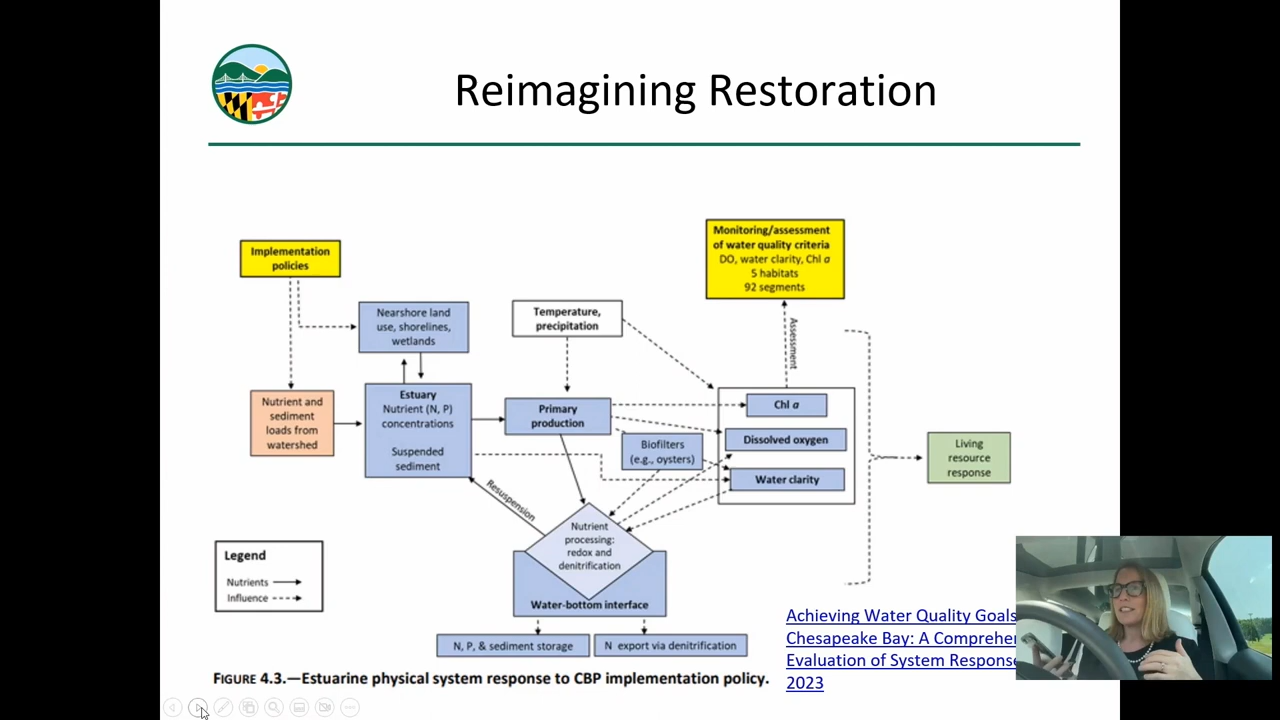 Reimagining Restoration
Implementation
policies
Monitoring/assessment
of water quality criteria
DO, water clarity, Chl a
5 habitats
92 segments
Nearshore land
use, shorelines,
wetlands
Temperature,
precipitation
Assessment
Nutrient and
sediment
loads from
watershed
Estuary
Nutrient (N, P)
concentrations
Suspended
sediment
Primary
production
Biofilters
(e.g., oysters)
Chl a
Dissolved oxygen
Water clarity
Living
resource
response
Resuspension
Nutrient
processing:
redox and
denitrification
Water-bottom interface
Legend
Nutrients
Influence
N, P, & sediment storage
N export via denitrification
FIGURE 4.3.—Estuarine physical system response to CBP implementation policy.
Achieving Water Quality Goals
Chesapeake Bay: A
Evaluation of System
2023